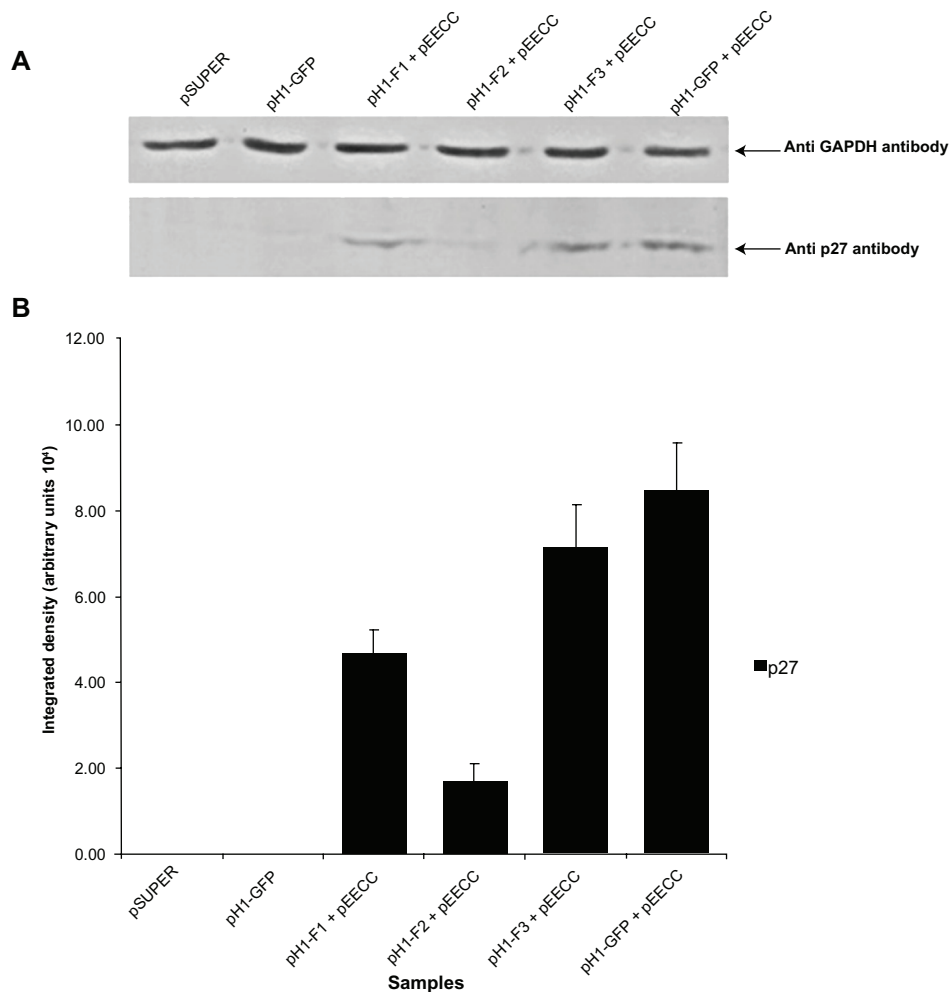 A
pSUPER
pH1-GFP
pH1-F1 + pEECC
pH1-F2 + pEECC
pH1-F3 + pEECC
pH1-GFP + pEECC
Anti GAPDH antibody
Anti p27 antibody
B
12.00
10.00
8.00
6.00
4.00
2.00
0.00
Integrated density (arbitrary units 10⁴)
p27
pSUPER
pH1-GFP
pH1-F1 + pEECC
pH1-F2 + pEECC
pH1-F3 + pEECC
pH1-GFP + pEECC
Samples